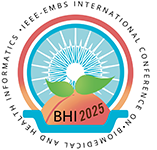 • IEEE-EMBS INTERNATIONAL CONFERENCE ON BIOMEDICAL AND HEALTH INFORMATICS
BHI 2025